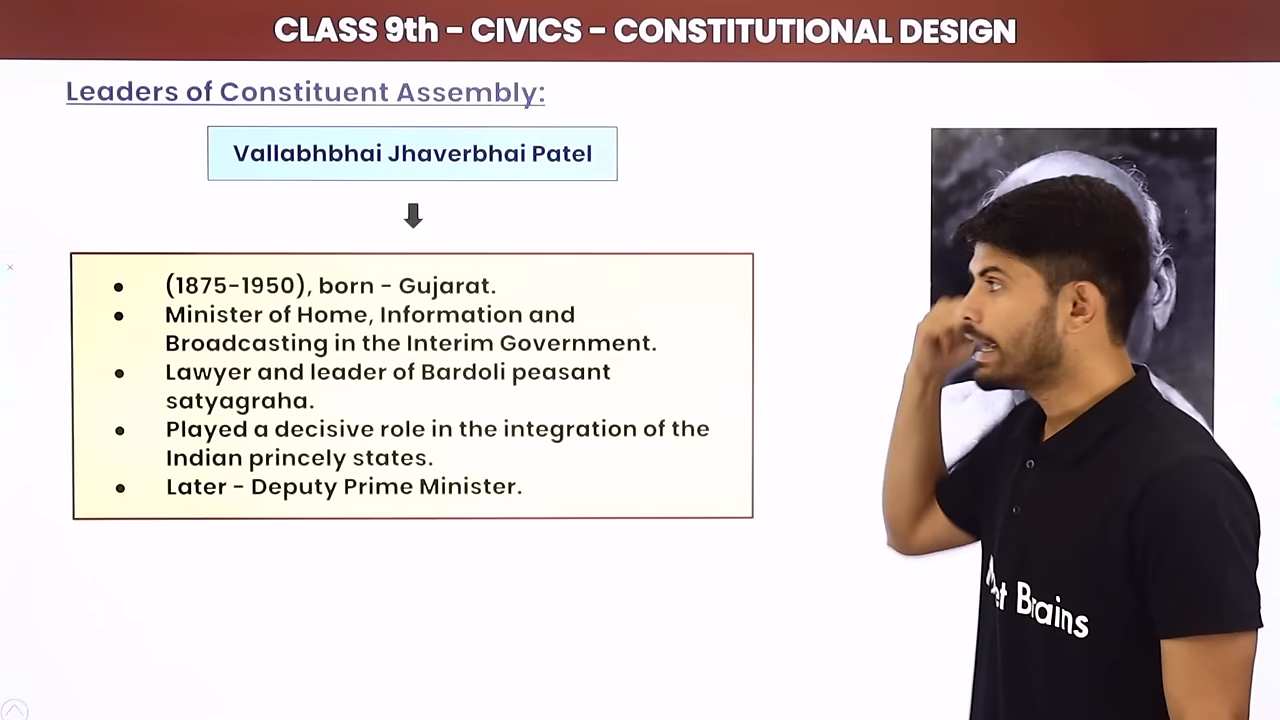 CLASS 9th - CIVICS - CONSTITUTIONAL DESIGN
Leaders of Constituent Assembly:
Vallabhbhai Jhaverbhai Patel
• (1875-1950), born - Gujarat.
• Minister of Home, Information and
Broadcasting in the Interim Government.
• Lawyer and leader of Bardoli peasant
satyagraha.
• Played a decisive role in the integration of the
Indian princely states.
• Later - Deputy Prime Minister.
Brains